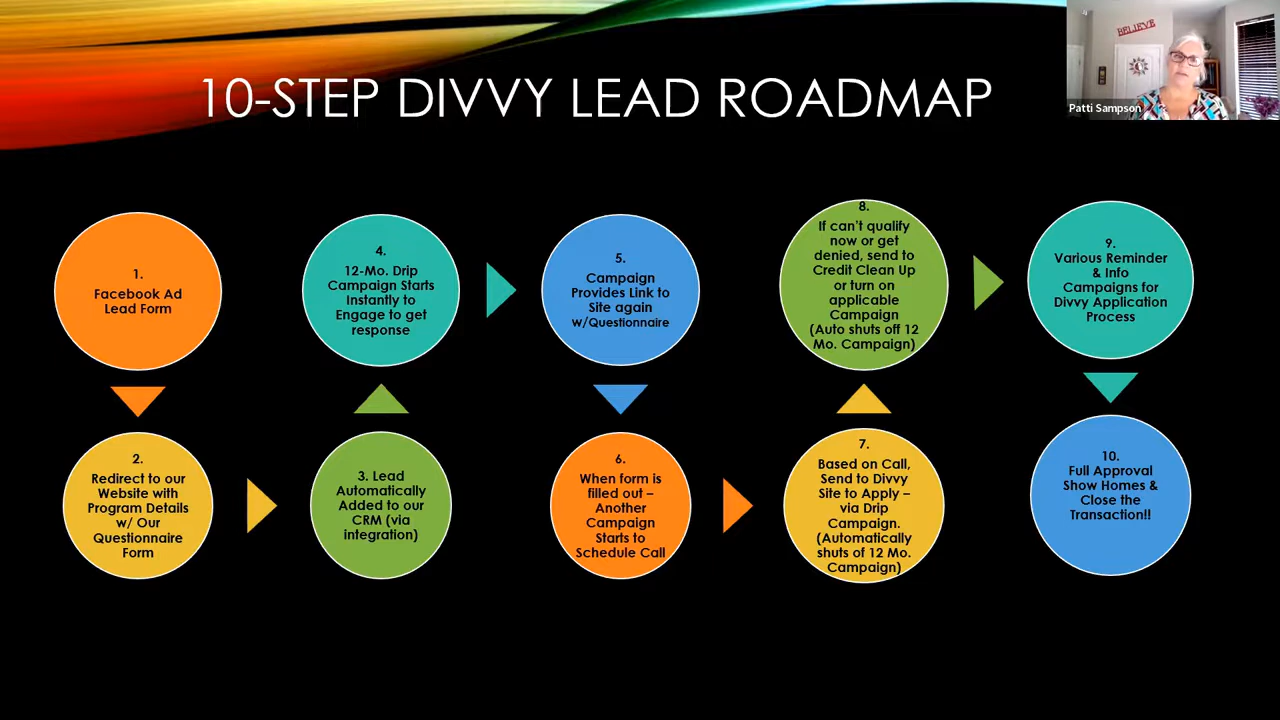 10-STEP DIVVY LEAD ROADMAP
BELIEVE
Patti Sampson
1.
Facebook Ad
Lead Form
2.
Redirect to our
Website with
Program Details
w/ Our
Questionnaire
Form
3. Lead
Automatically
Added to our
CRM (via
integration)
4.
12-Mo. Drip
Campaign Starts
Instantly to
Engage to get
response
5.
Campaign
Provides Link to
Site again
w/Questionnaire
6.
When form is
filled out –
Another
Campaign
Starts to
Schedule Call
7.
Based on Call,
Send to Divvy
Site to Apply –
via Drip
Campaign.
(Automatically
shuts of 12 Mo.
Campaign)
8.
If can't qualify
now or get
denied, send to
Credit Clean Up
or turn on
applicable
Campaign
(Auto shuts off 12
Mo. Campaign)
9.
Various Reminder
& Info
Campaigns for
Divvy Application
Process
10.
Full Approval
Show Homes &
Close the
Transaction!!